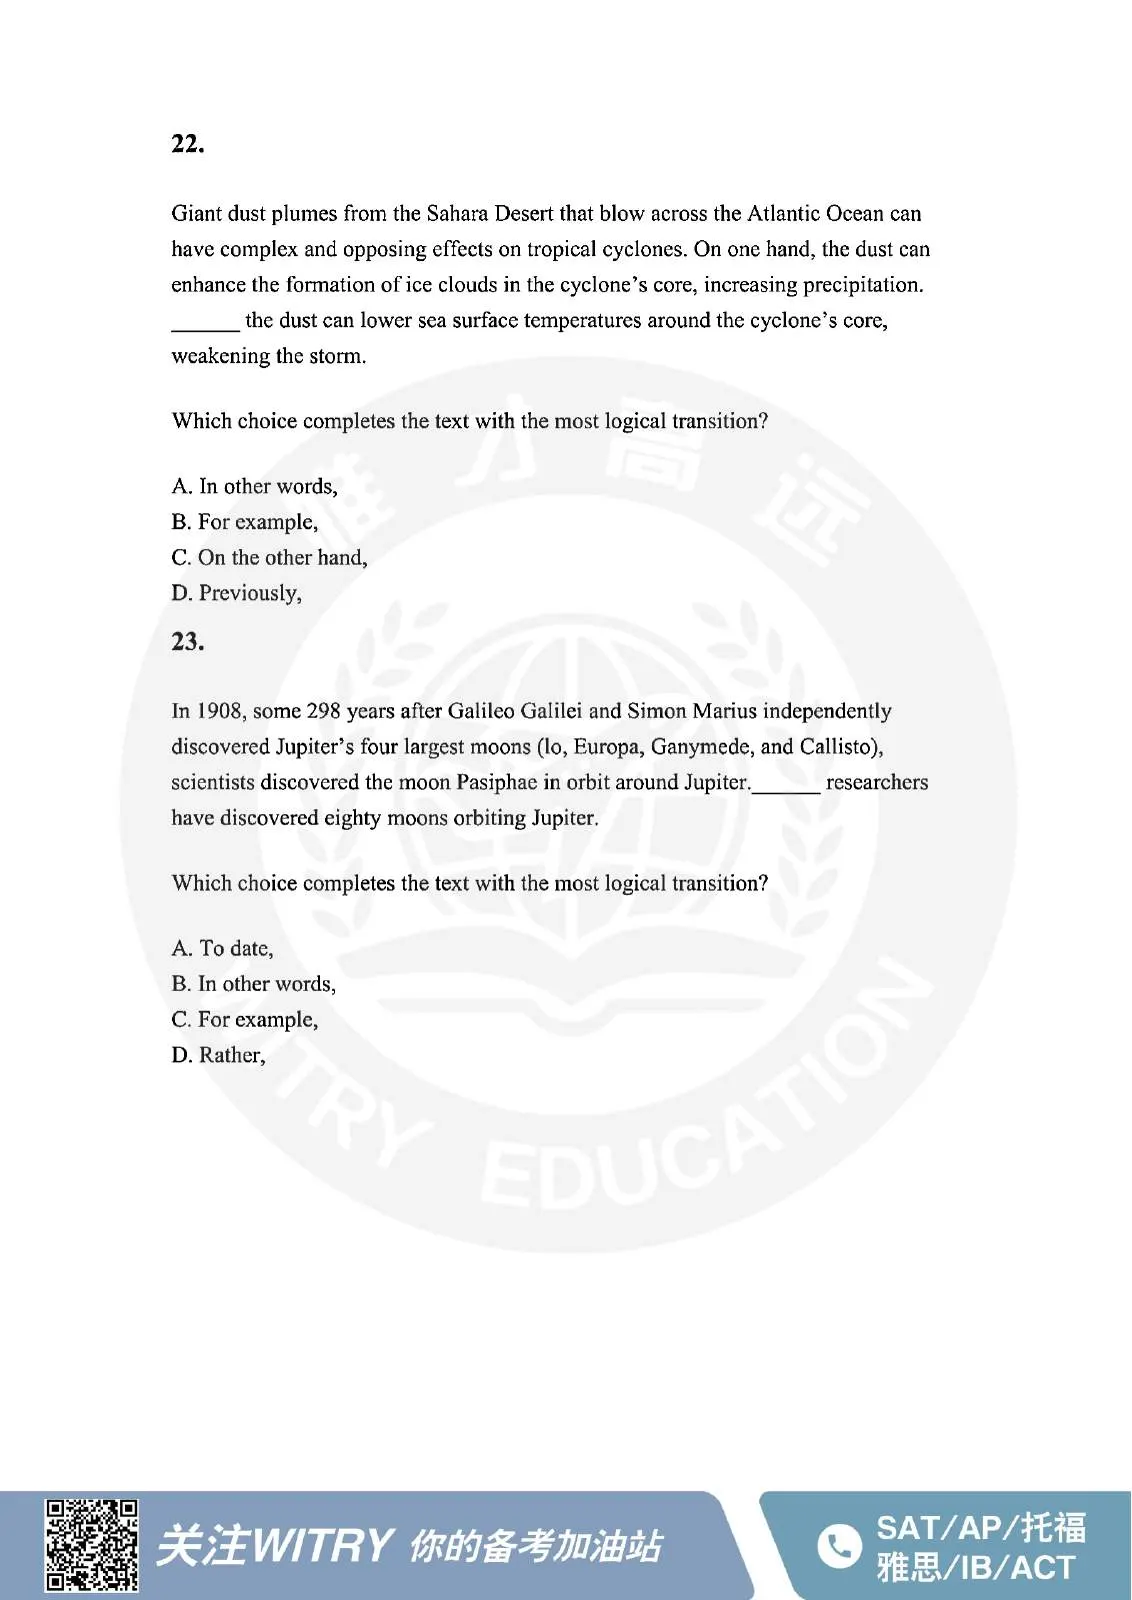 22.
Giant dust plumes from the Sahara Desert that blow across the Atlantic Ocean can
have complex and opposing effects on tropical cyclones. On one hand, the dust can
enhance the formation of ice clouds in the cyclone’s core, increasing precipitation.
______ the dust can lower sea surface temperatures around the cyclone’s core,
weakening the storm.
Which choice completes the text with the most logical transition?
A. In other words,
B. For example,
C. On the other hand,
D. Previously,
23.
In 1908, some 298 years after Galileo Galilei and Simon Marius independently
discovered Jupiter’s four largest moons (lo, Europa, Ganymede, and Callisto),
scientists discovered the moon Pasiphae in orbit around Jupiter.______ researchers
have discovered eighty moons orbiting Jupiter.
Which choice completes the text with the most logical transition?
A. To date,
B. In other words,
C. For example,
D. Rather,
惟才高远
WITRY EDUCATION
关注WITRY 你的备考加油站
SAT/AP/托福
雅思/IB/ACT